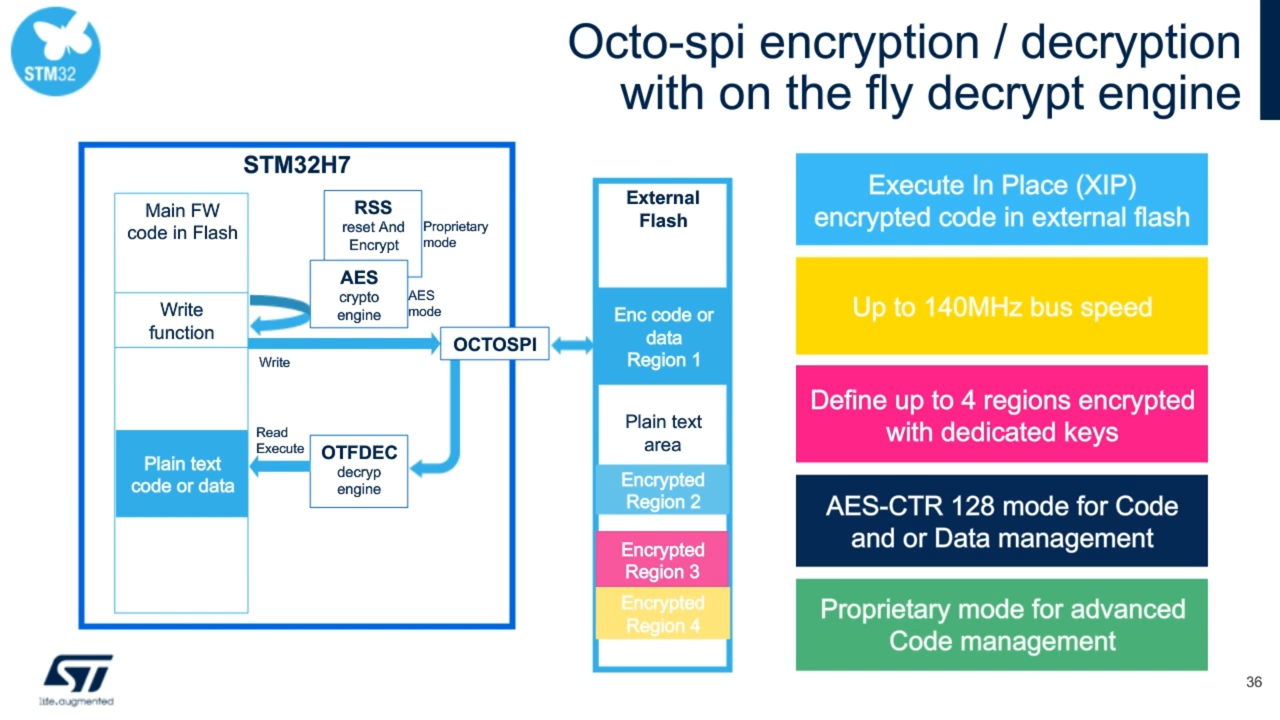 STM32
Octo-spi encryption / decryption
with on the fly decrypt engine
STM32H7
Main FW
code in Flash
RSS
reset And
Encrypt
Proprietary
mode
AES
crypto
engine
AES
mode
Write
function
Write
OCTOSPI
Read
Execute
OTFDEC
decryp
engine
Plain text
code or data
External
Flash
Enc code or
data
Region 1
Plain text
area
Encrypted
Region 2
Encrypted
Region 3
Encrypted
Region 4
Execute In Place (XIP)
encrypted code in external flash
Up to 140MHz bus speed
Define up to 4 regions encrypted
with dedicated keys
AES-CTR 128 mode for Code
and or Data management
Proprietary mode for advanced
Code management
ST
life.augmented
36